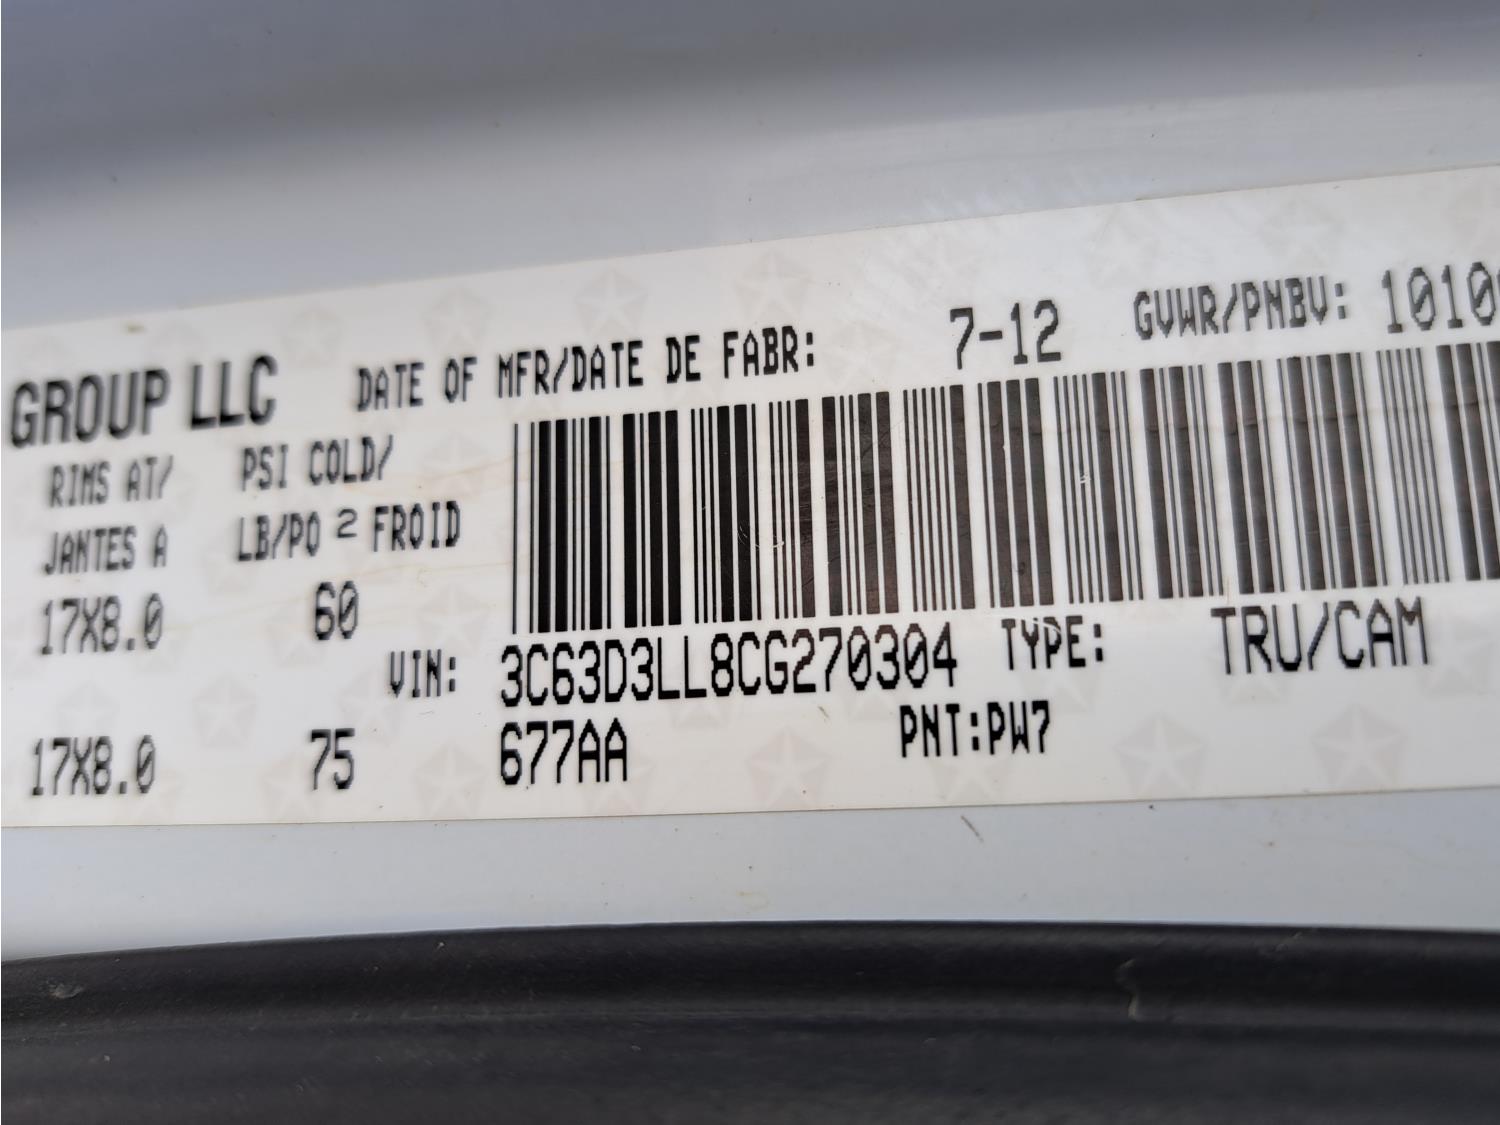 GROUP LLC DATE OF MFR/DATE DE FABR: 7-12 GVWR/PNBV:
RIMS AT/ PSI COLD/
JANTES A LB/PO 2 FROID
17X8.0 60
VIN: 3C63D3LL8CG270304 TYPE: TRU/CAM
17X8.0 75 677AA PNT:PW7